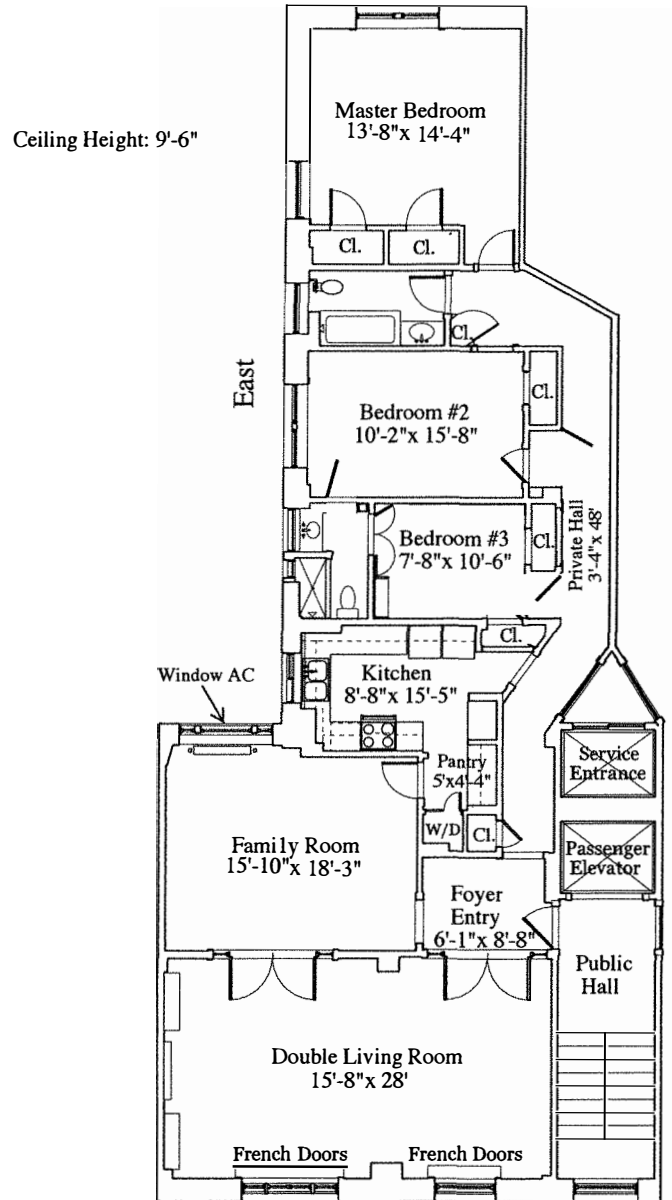 Master Bedroom
13'-8"x 14'-4"
Ceiling Height: 9'-6"
Cl.
Cl.
Cl.
East
Cl.
Bedroom #2
10'-2"x 15'-8"
Bedroom #3
7'-8"x 10'-6"
Cl.
Private Hall
3'-4"x 48'
Cl.
Window AC
Kitchen
8'-8"x 15'-5"
Pantry
5'x4'-4"
Service
Entrance
W/D
Cl.
Passenger
Elevator
Family Room
15'-10"x 18'-3"
Foyer
Entry
6'-1"x 8'-8"
Public
Hall
Double Living Room
15'-8"x 28'
French Doors
French Doors